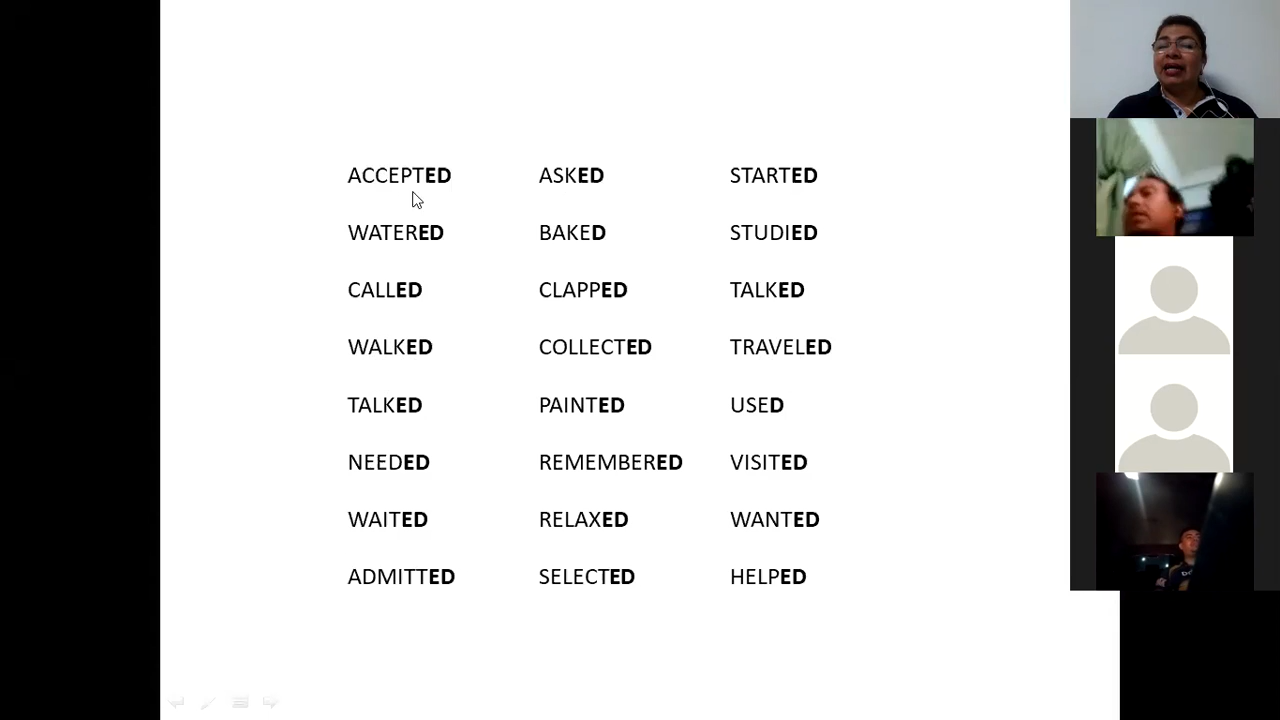 ACCEPTED ASKED STARTED
WATERED BAKED STUDIED
CALLED CLAPPED TALKED
WALKED COLLECTED TRAVELED
TALKED PAINTED USED
NEEDED REMEMBERED VISITED
WAITED RELAXED WANTED
ADMITTED SELECTED HELPED